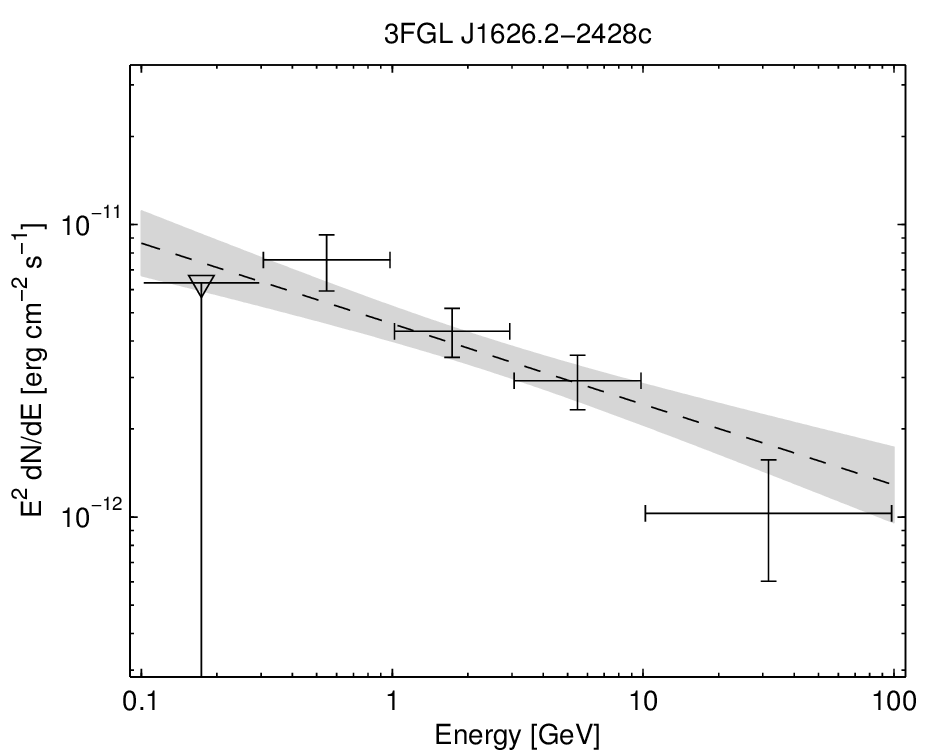 3FGL J1626.2−2428c
10⁻¹¹
10⁻¹²
E² dN/dE [erg cm⁻² s⁻¹]
0.1 1 10 100
Energy [GeV]